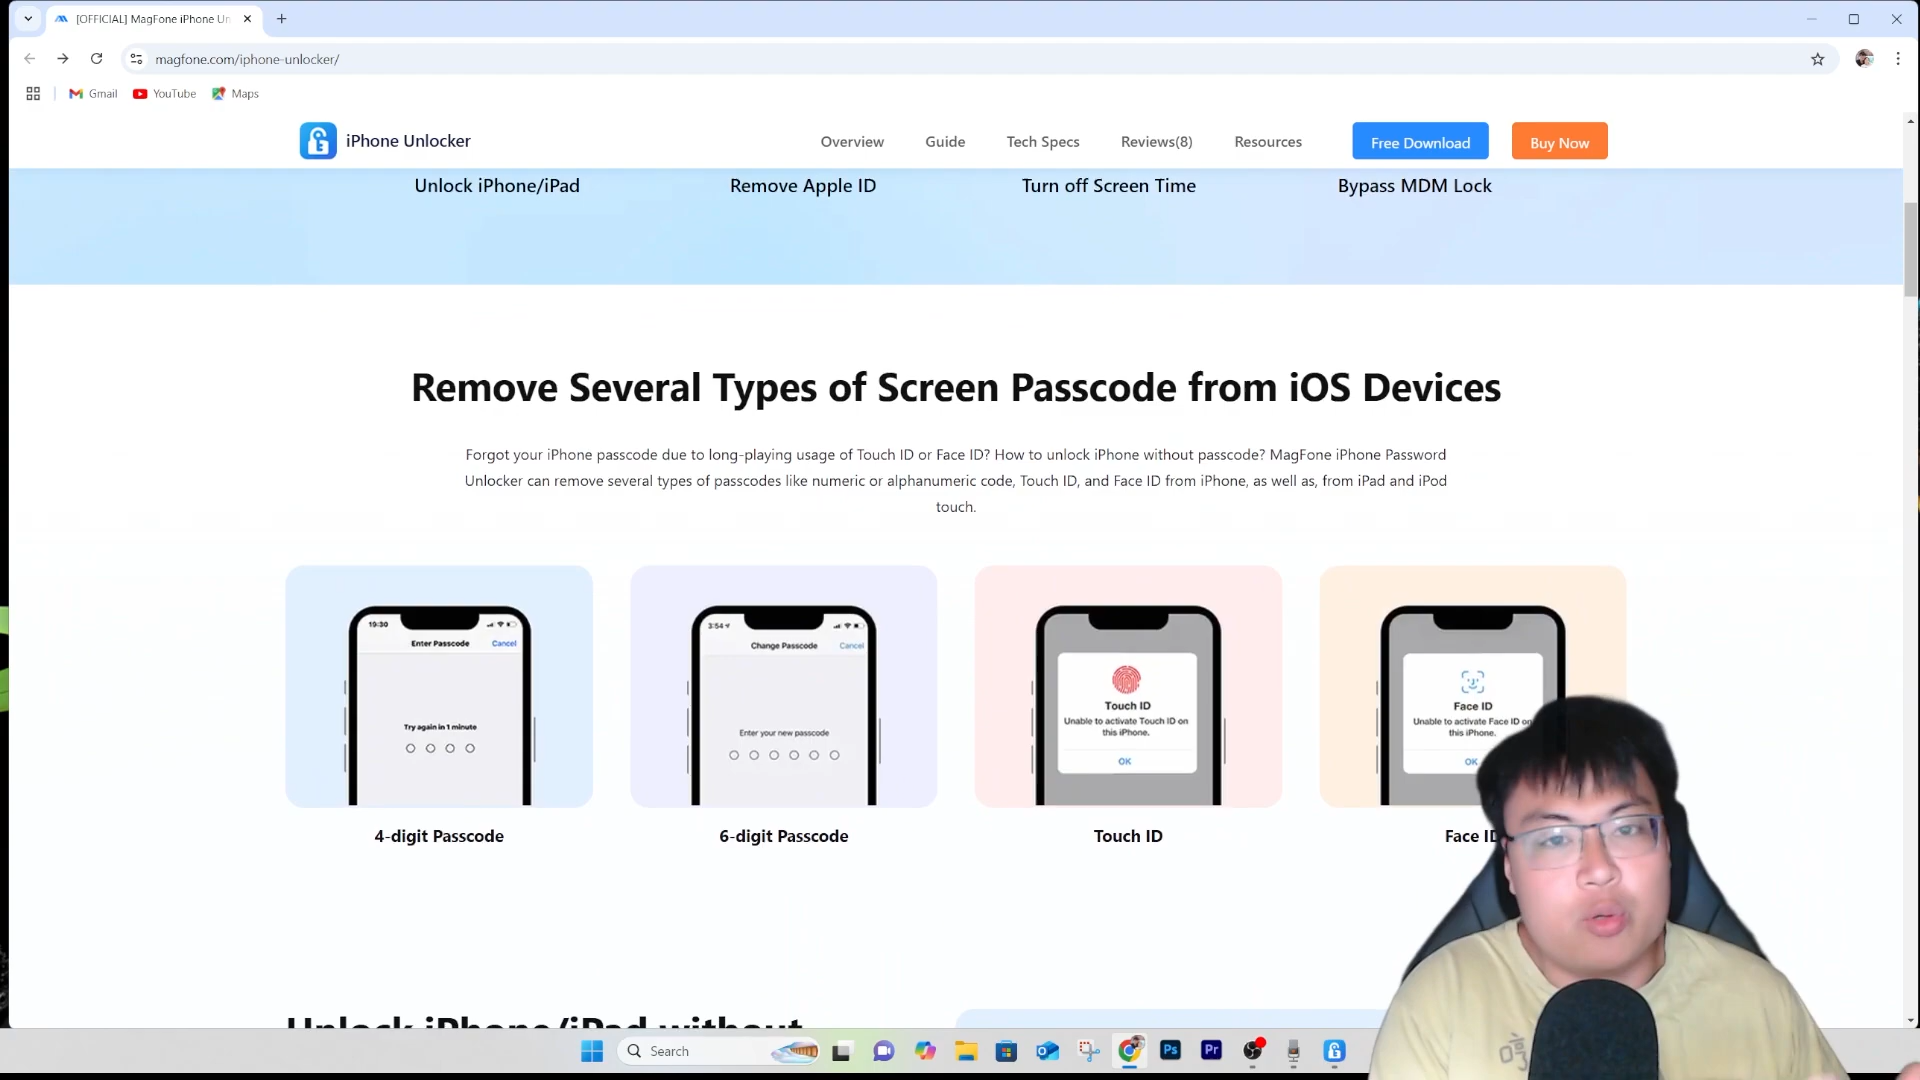 [OFFICIAL] MagFone iPhone Un
magfone.com/iphone-unlocker/
Gmail
YouTube
Maps
iPhone Unlocker
Overview
Guide
Tech Specs
Reviews(8)
Resources
Free Download
Buy Now
Unlock iPhone/iPad
Remove Apple ID
Turn off Screen Time
Bypass MDM Lock
Remove Several Types of Screen Passcode from iOS Devices
Forgot your iPhone passcode due to long-playing usage of Touch ID or Face ID? How to unlock iPhone without passcode? MagFone iPhone Password
Unlocker can remove several types of passcodes like numeric or alphanumeric code, Touch ID, and Face ID from iPhone, as well as, from iPad and iPod
touch.
19:30
Enter Passcode
Cancel
Try again in 1 minute
3:54
Change Passcode
Cancel
Enter your new passcode
Touch ID
Unable to activate Touch ID on
this iPhone.
OK
Face ID
Unable to activate Face ID on
this iPhone.
OK
4-digit Passcode
6-digit Passcode
Touch ID
Face ID
Unlock iPhone/iPad without
Search
Ps
Pr